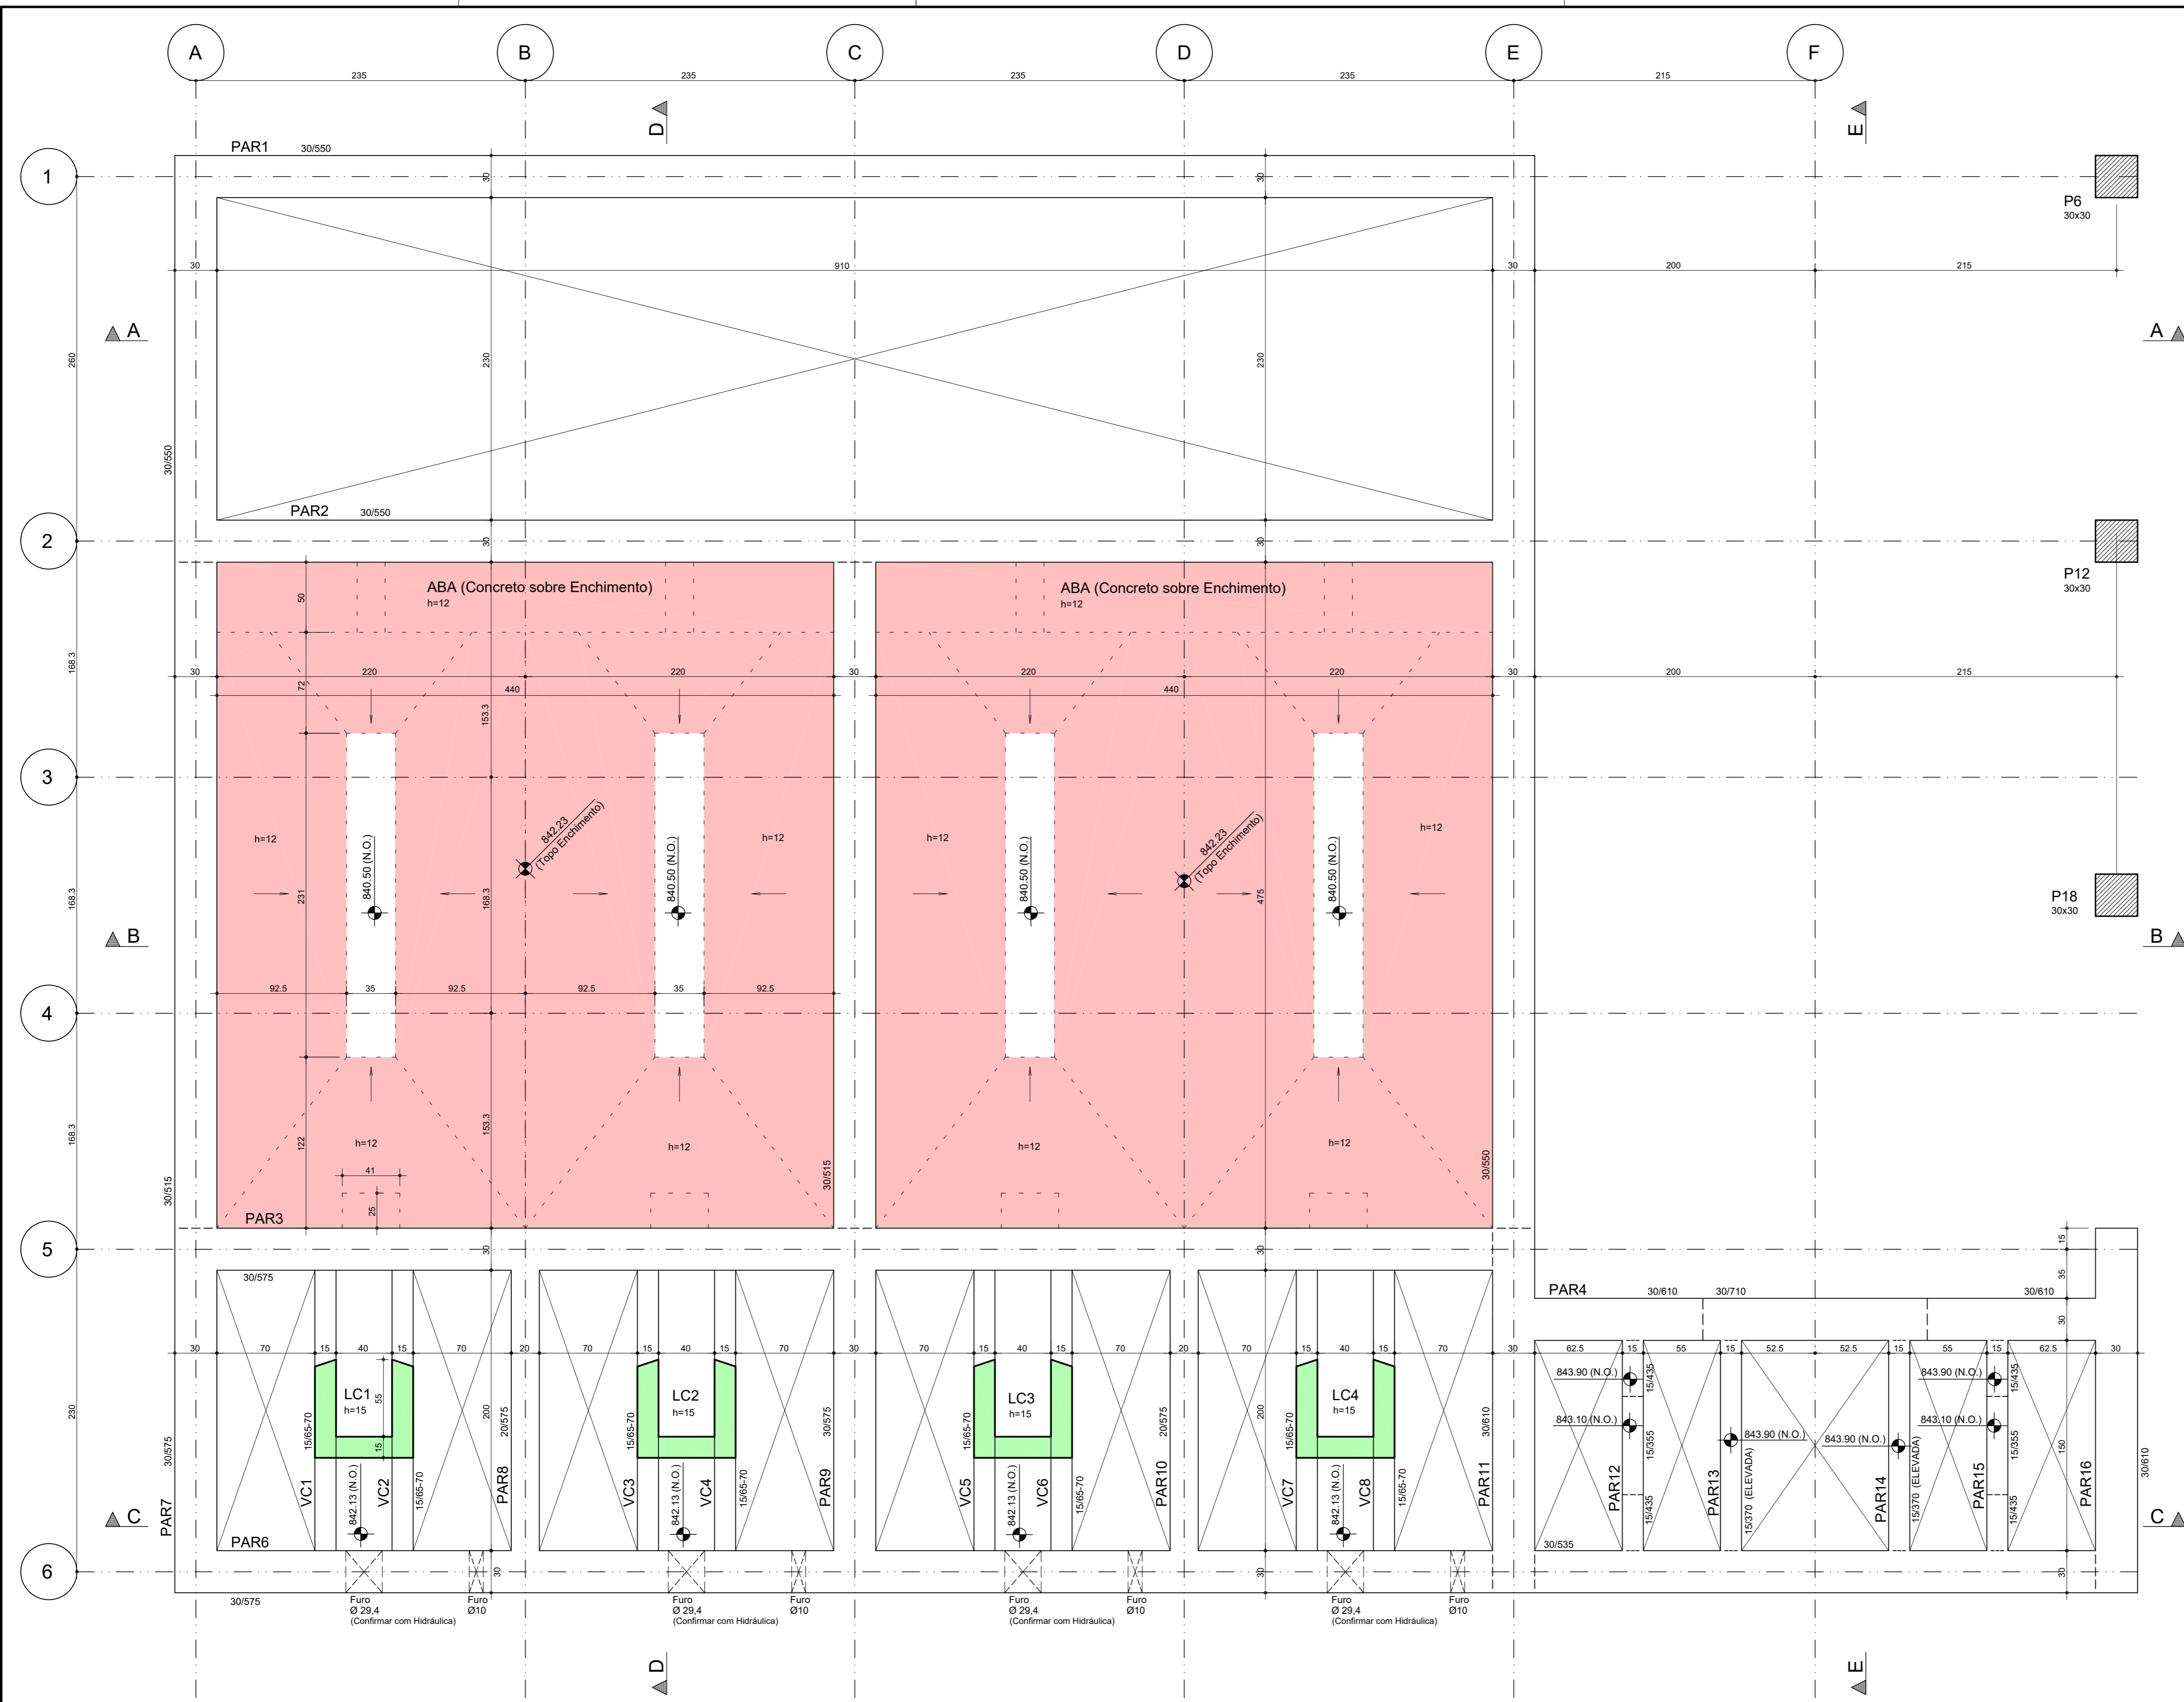 A
B
C
D
E
F
235
235
235
235
215
D
E
PAR1 30/550
1
30
30
P6
30x30
30
910
30
200
215
A
A
260
230
230
30/550
PAR2 30/550
2
30
30
P12
30x30
ABA (Concreto sobre Enchimento)
h=12
ABA (Concreto sobre Enchimento)
h=12
50
168.3
30
220
220
30
220
220
30
200
215
72
440
440
153.3
3
842.23
(Topo Enchimento)
842.23
(Topo Enchimento)
h=12
h=12
h=12
h=12
840.50 (N.O.)
840.50 (N.O.)
840.50 (N.O.)
840.50 (N.O.)
168.3
231
168.3
475
P18
30x30
B
B
92.5
35
92.5
92.5
35
92.5
4
168.3
122
153.3
h=12
h=12
h=12
h=12
41
25
30/515
30/515
30/550
PAR3
5
30
30
15
35
30/575
PAR4
30/610
30/710
30/610
30
30
70
15
40
15
70
20
70
15
40
15
70
30
70
15
40
15
70
20
70
15
40
15
70
30
62.5
15
55
15
52.5
52.5
15
55
15
62.5
30
LC1
h=15
LC2
h=15
LC3
h=15
LC4
h=15
55
15
843.90 (N.O.)
15/435
843.90 (N.O.)
15/435
843.10 (N.O.)
843.10 (N.O.)
843.90 (N.O.)
843.90 (N.O.)
230
200
200
150
15/65-70
15/65-70
15/65-70
15/65-70
20/575
30/575
20/575
30/610
15/355
15/355
30/575
30/610
VC1
VC2
15/65-70
PAR8
VC3
VC4
15/65-70
PAR9
VC5
VC6
15/65-70
PAR10
VC7
VC8
15/65-70
PAR11
PAR12
PAR13
15/370 (ELEVADA)
PAR14
15/370 (ELEVADA)
PAR15
PAR16
842.13 (N.O.)
842.13 (N.O.)
842.13 (N.O.)
842.13 (N.O.)
15/435
15/435
C
C
PAR7
PAR6
30/535
6
30
30
30
30/575
Furo
Ø 29,4
(Confirmar com Hidráulica)
Furo
Ø10
Furo
Ø 29,4
(Confirmar com Hidráulica)
Furo
Ø10
Furo
Ø 29,4
(Confirmar com Hidráulica)
Furo
Ø10
Furo
Ø 29,4
(Confirmar com Hidráulica)
Furo
Ø10
D
E